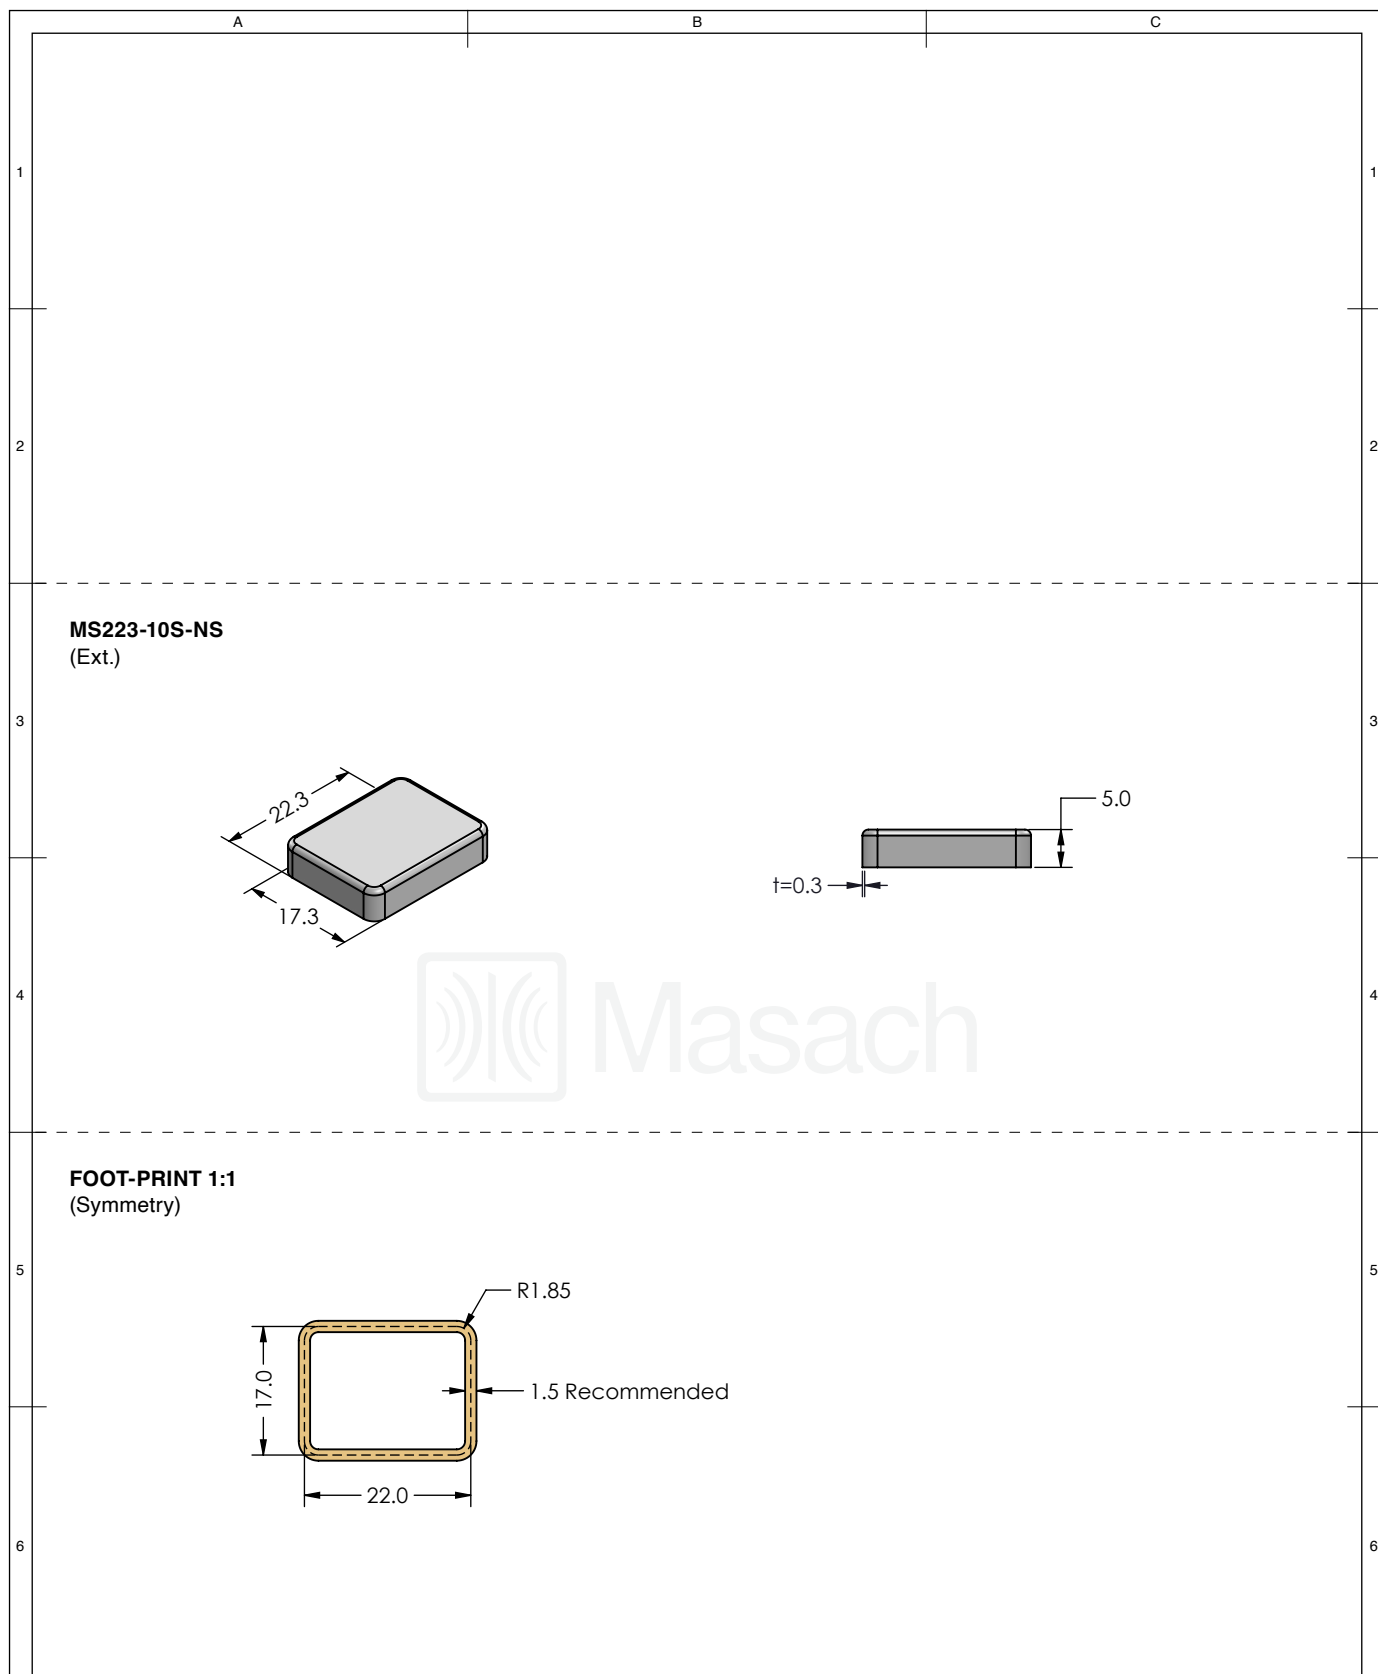 A B C
1 1
2 2
MS223-10S-NS
(Ext.)
3 3
22.3
5.0
t=0.3
17.3
4 4
Masach
FOOT-PRINT 1:1
(Symmetry)
5 5
R1.85
17.0
1.5 Recommended
22.0
6 6